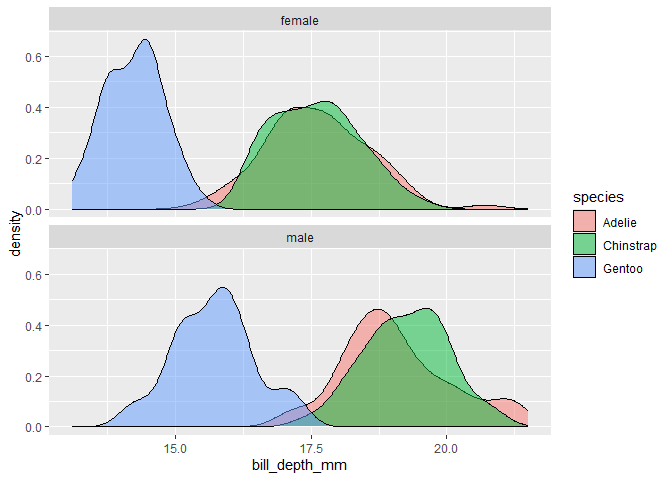 female
0.6
0.4
0.2
0.0
male
0.6
0.4
0.2
0.0
15.0 17.5 20.0
bill_depth_mm
density
species
Adelie
Chinstrap
Gentoo